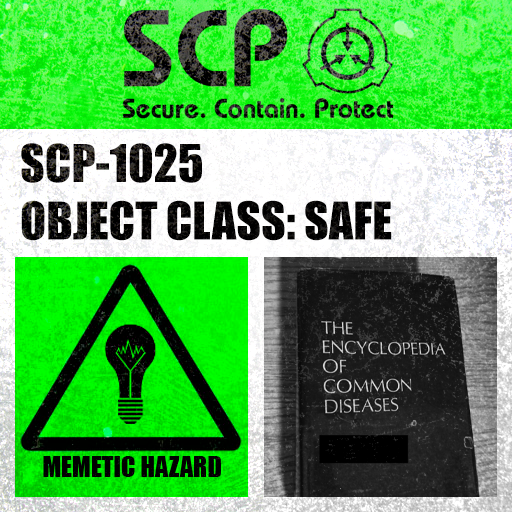 SCP
Secure. Contain. Protect
SCP-1025
OBJECT CLASS: SAFE
MEMETIC HAZARD
THE
ENCYCLOPEDIA
OF
COMMON
DISEASES